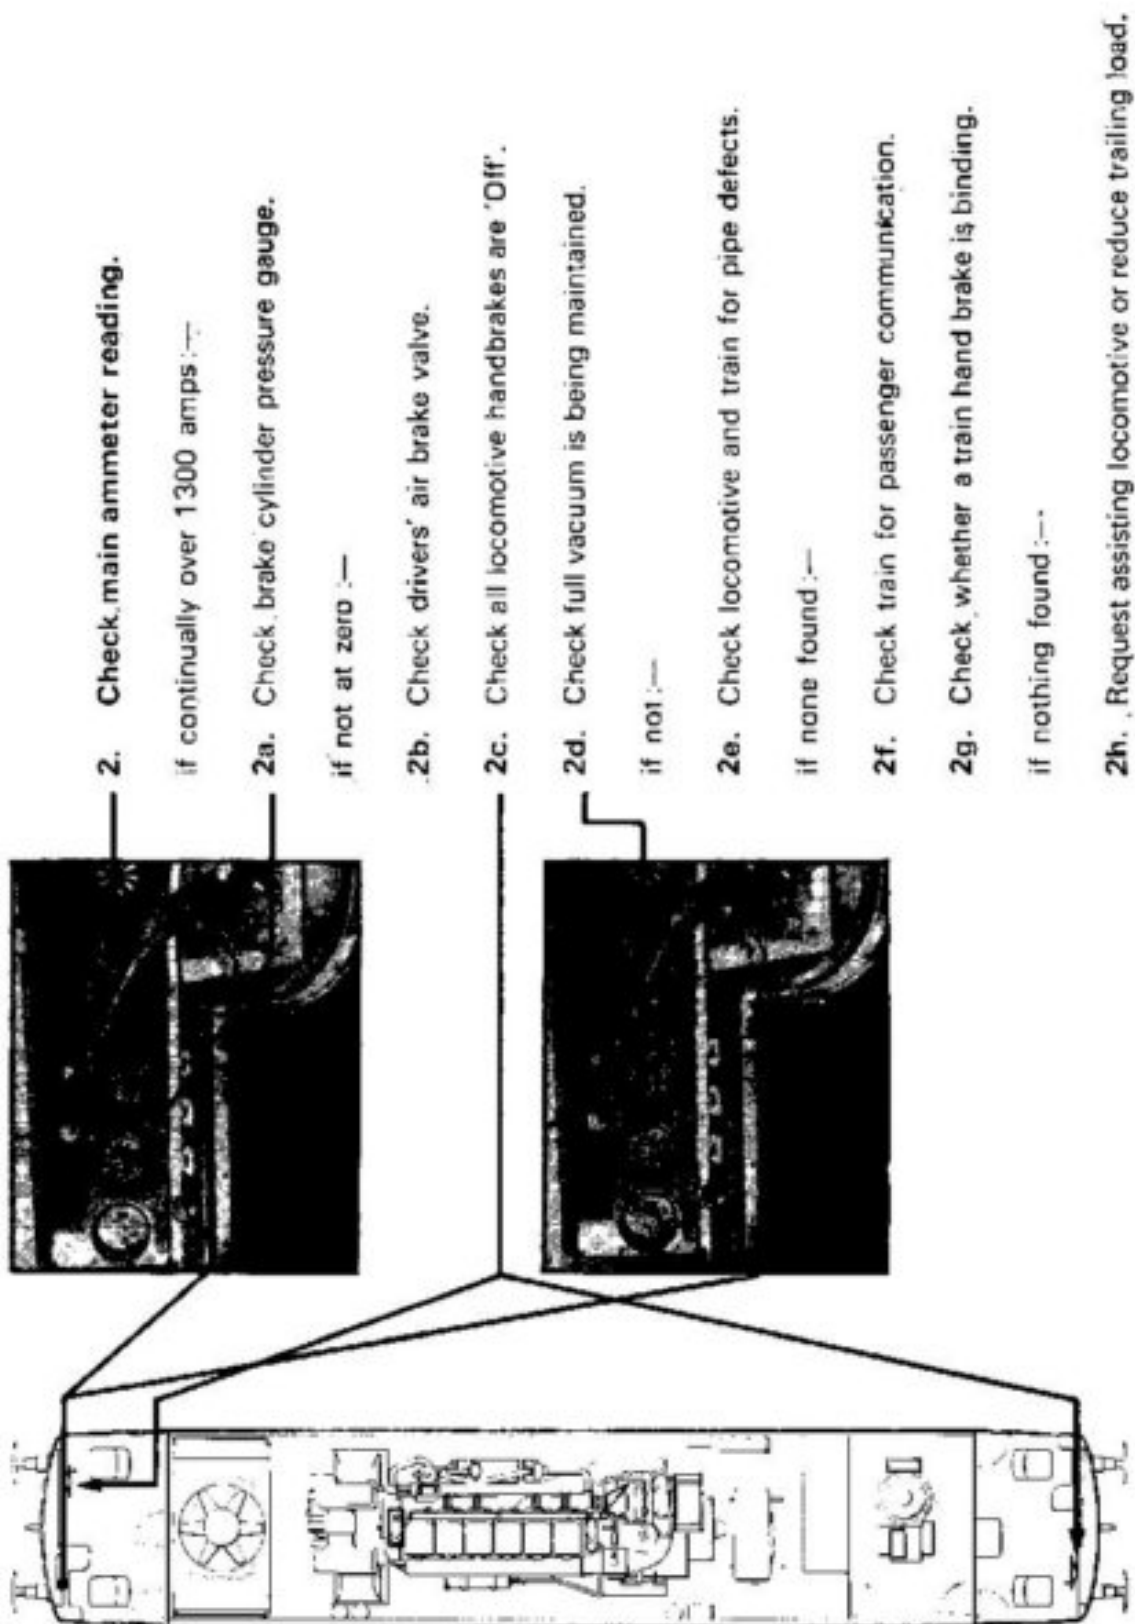 2. Check main ammeter reading.
if continually over 1300 amps :—
2a. Check brake cylinder pressure gauge.
if not at zero :—
2b. Check drivers' air brake valve.
2c. Check all locomotive handbrakes are 'Off'.
2d. Check full vacuum is being maintained.
if not :—
2e. Check locomotive and train for pipe defects.
if none found :—
2f. Check train for passenger communication.
2g. Check whether a train hand brake is binding.
if nothing found :—
2h. Request assisting locomotive or reduce trailing load.